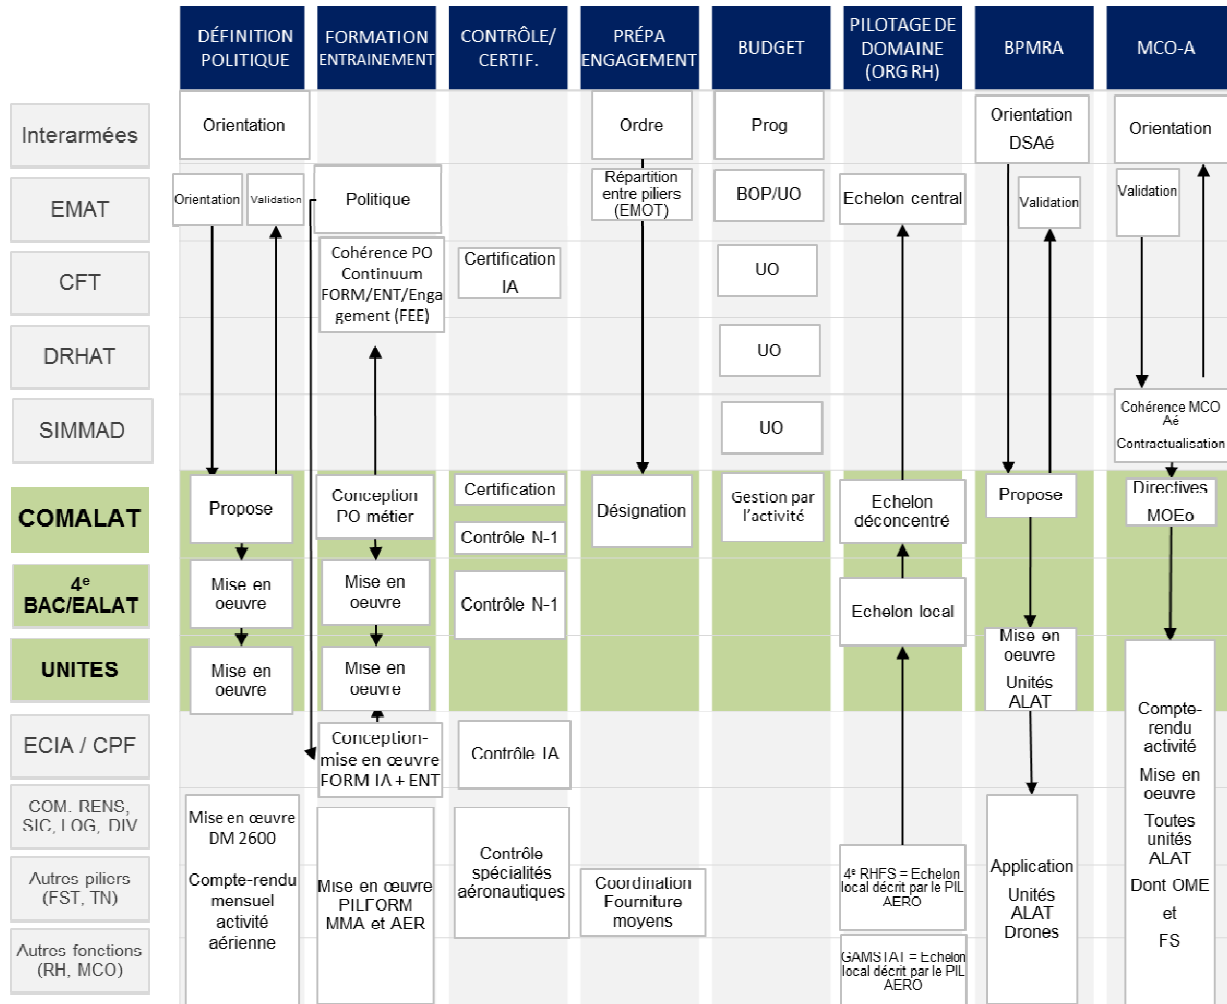 DÉFINITION
POLITIQUE
FORMATION
ENTRAINEMENT
CONTRÔLE/
CERTIF.
PRÉPA
ENGAGEMENT
BUDGET
PILOTAGE DE
DOMAINE
(ORG RH)
BPMRA
MCO-A
Interarmées
Orientation
Ordre
Prog
Orientation
DSAé
Orientation
EMAT
Orientation
Validation
Politique
Répartition
entre piliers
(EMOT)
BOP/UO
Echelon central
Validation
Validation
CFT
Cohérence PO
Continuum
FORM/ENT/Enga
gement (FEE)
Certification
IA
UO
DRHAT
UO
SIMMAD
UO
Cohérence MCO
Aé
Contractualisation
COMALAT
Propose
Conception
PO métier
Certification
Contrôle N-1
Désignation
Gestion par
l'activité
Echelon
déconcentré
Propose
Directives
MOEo
4e
BAC/EALAT
Mise en
oeuvre
Mise en
oeuvre
Contrôle N-1
Echelon local
UNITES
Mise en
oeuvre
Mise en
oeuvre
Mise en
oeuvre
Unités
ALAT
Compte-
rendu
activité
Mise en
oeuvre
Toutes
unités
ALAT
Dont OME
et
FS
ECIA / CPF
Conception-
mise en œuvre
FORM IA + ENT
Contrôle IA
COM. RENS,
SIC, LOG, DIV
Mise en œuvre
DM 2600
Compte-rendu
mensuel
activité
aérienne
Mise en œuvre
PILFORM
MMA et AER
Contrôle
spécialités
aéronautiques
Application
Unités
ALAT
Drones
Autres piliers
(FST, TN)
Coordination
Fourniture
moyens
4e RHFS = Echelon
local décrit par le PIL
AERO
Autres fonctions
(RH, MCO)
GAMSTAT = Echelon
local décrit par le PIL
AERO